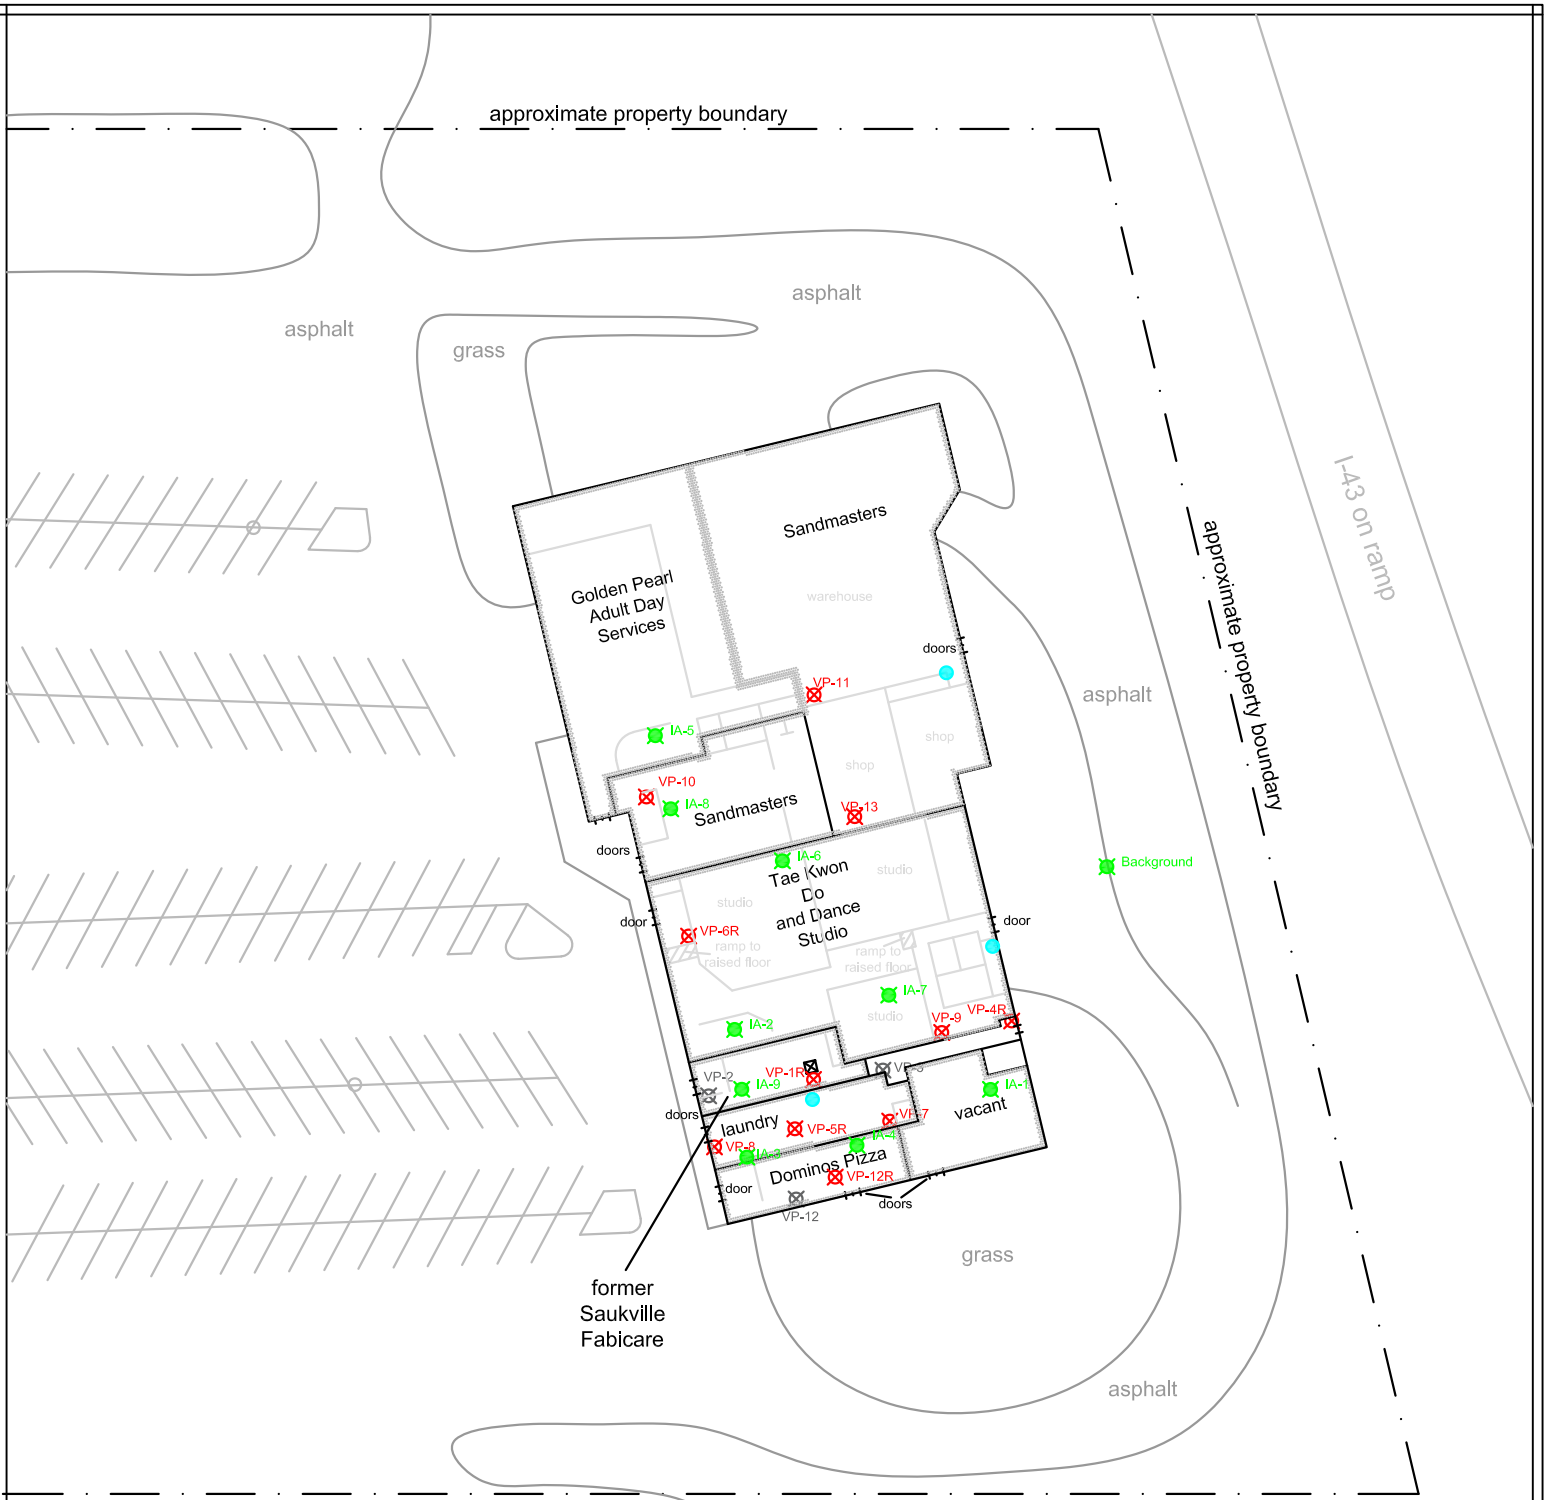 approximate property boundary
asphalt
asphalt
grass
I-43 on ramp
Sandmasters
approximate property boundary
Golden Pearl
Adult Day
Services
warehouse
doors
VP-11
asphalt
IA-5
shop
shop
VP-10
IA-8
Sandmasters
VP-13
doors
IA-6
Background
Tae Kwon
Do
and Dance
Studio
studio
studio
door
door
VP-6R
ramp to
raised floor
ramp to
raised floor
IA-7
studio
VP-9
VP-4R
IA-2
VP-2
VP-1R
VP-3
IA-9
IA-1
doors
laundry
VP-7
vacant
VP-5R
VP-8
IA-3
IA-4
Dominos Pizza
VP-12R
door
doors
VP-12
grass
former
Saukville
Fabicare
asphalt